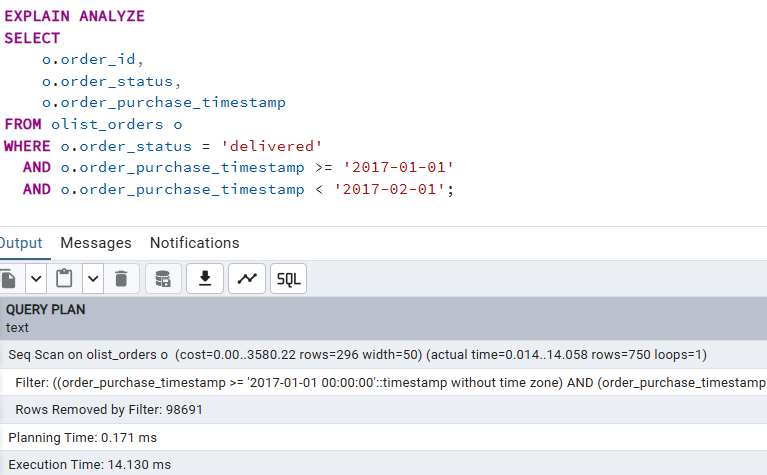 EXPLAIN ANALYZE
SELECT
    o.order_id,
    o.order_status,
    o.order_purchase_timestamp
FROM olist_orders o
WHERE o.order_status = 'delivered'
  AND o.order_purchase_timestamp >= '2017-01-01'
  AND o.order_purchase_timestamp < '2017-02-01';
Output Messages Notifications
SQL
QUERY PLAN
text
Seq Scan on olist_orders o (cost=0.00..3580.22 rows=296 width=50) (actual time=0.014..14.058 rows=750 loops=1)
Filter: ((order_purchase_timestamp >= '2017-01-01 00:00:00'::timestamp without time zone) AND (order_purchase_timestamp
Rows Removed by Filter: 98691
Planning Time: 0.171 ms
Execution Time: 14.130 ms